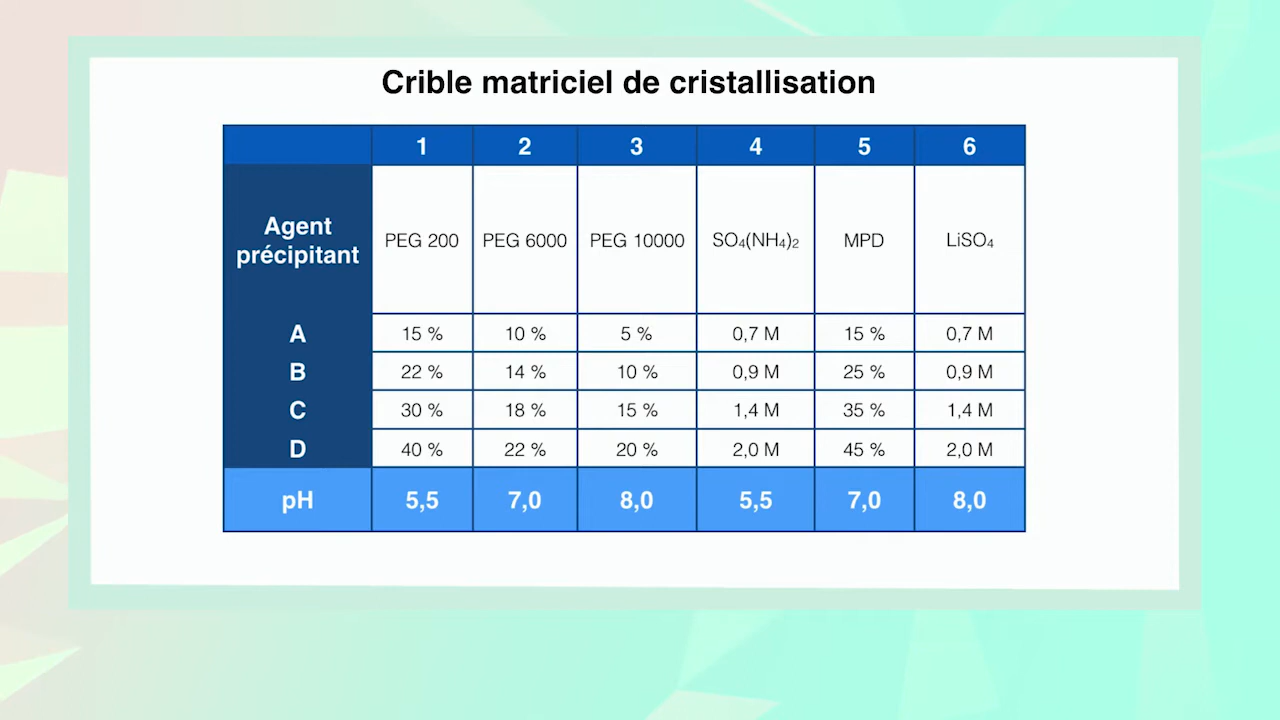 Crible matriciel de cristallisation
1 2 3 4 5 6
Agent
précipitant
PEG 200 PEG 6000 PEG 10000 SO₄(NH₄)₂ MPD LiSO₄
A 15 % 10 % 5 % 0,7 M 15 % 0,7 M
B 22 % 14 % 10 % 0,9 M 25 % 0,9 M
C 30 % 18 % 15 % 1,4 M 35 % 1,4 M
D 40 % 22 % 20 % 2,0 M 45 % 2,0 M
pH 5,5 7,0 8,0 5,5 7,0 8,0